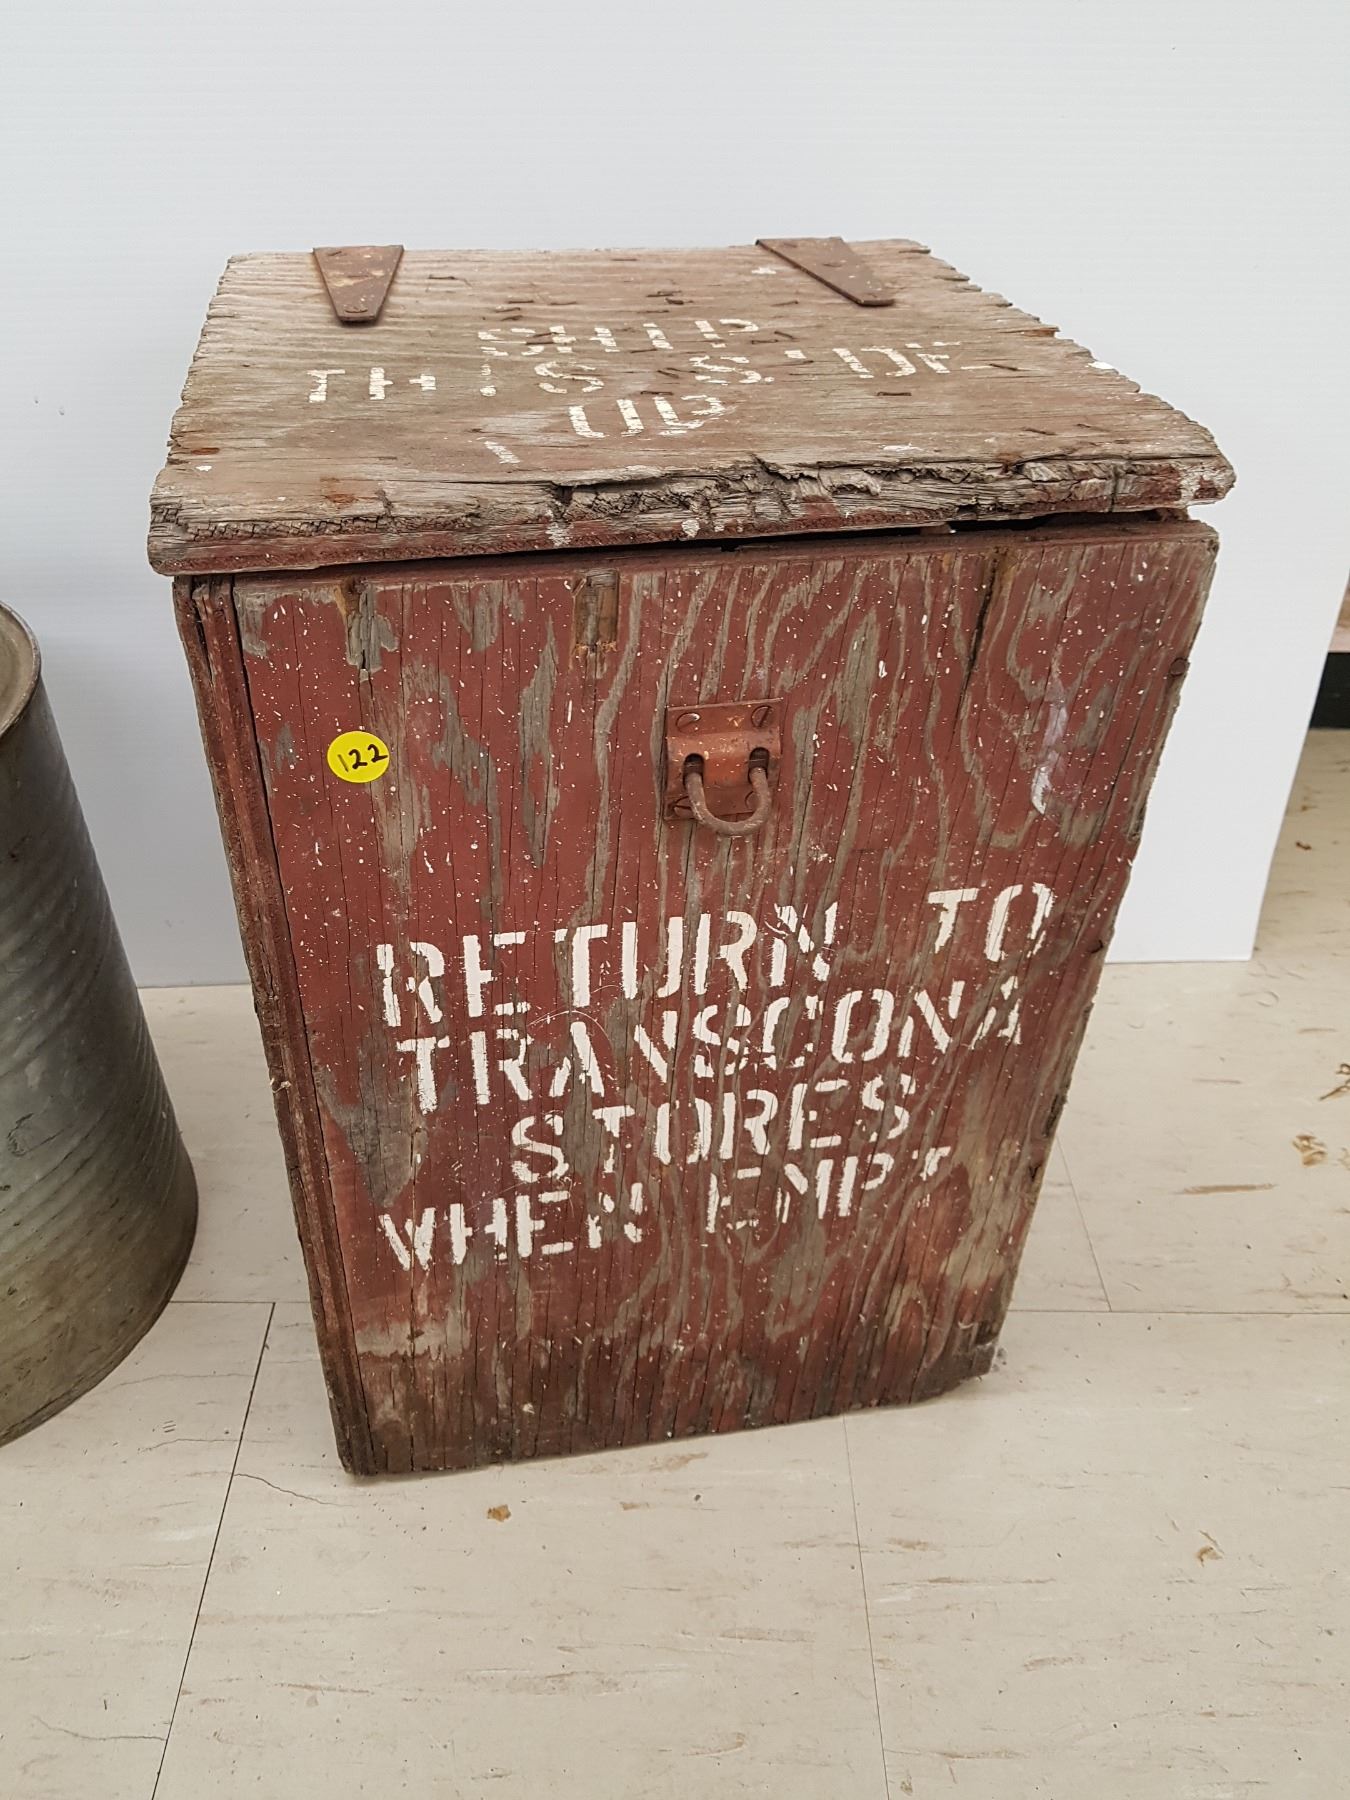 SHIP
THIS SIDE
UP
122
RETURN TO
TRANSCONA
STORES
WHEN EMPTY